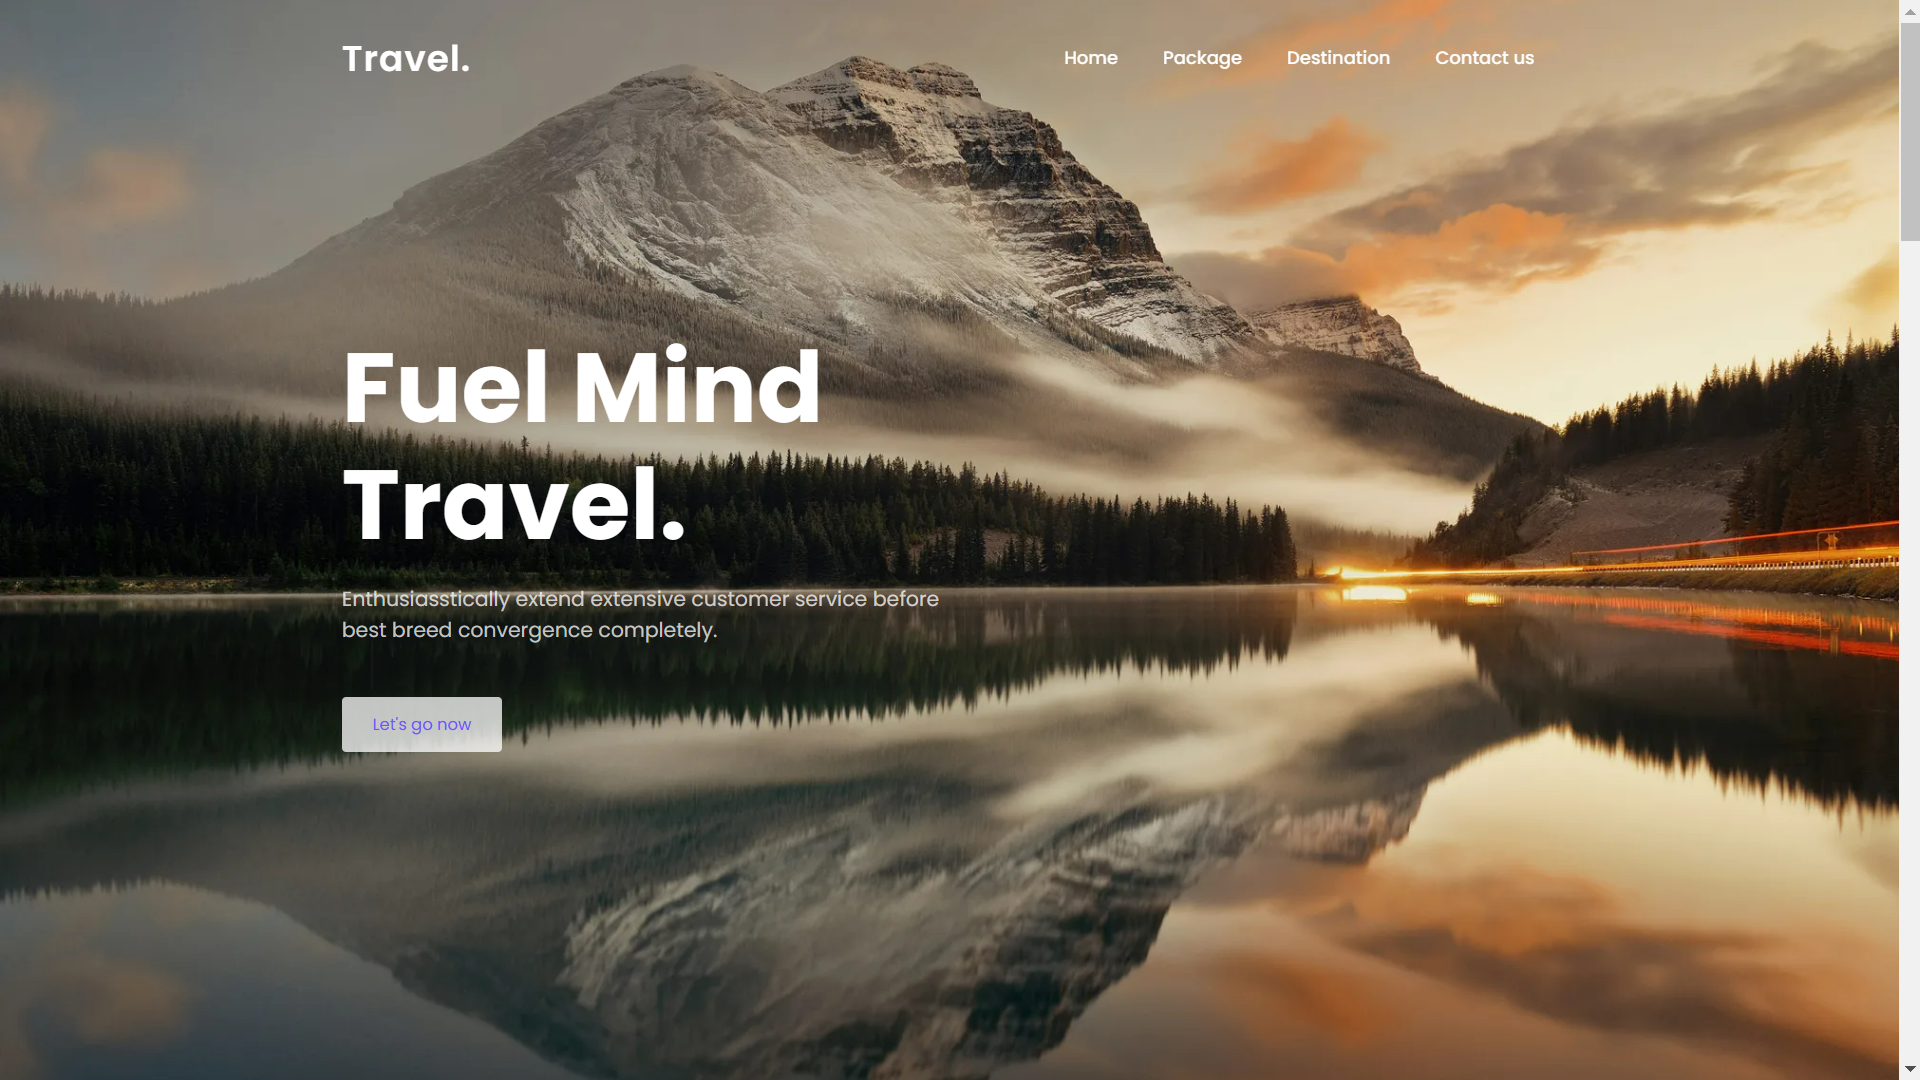 Travel.
Home
Package
Destination
Contact us
Fuel Mind
Travel.
Enthusiasstically extend extensive customer service before
best breed convergence completely.
Let's go now